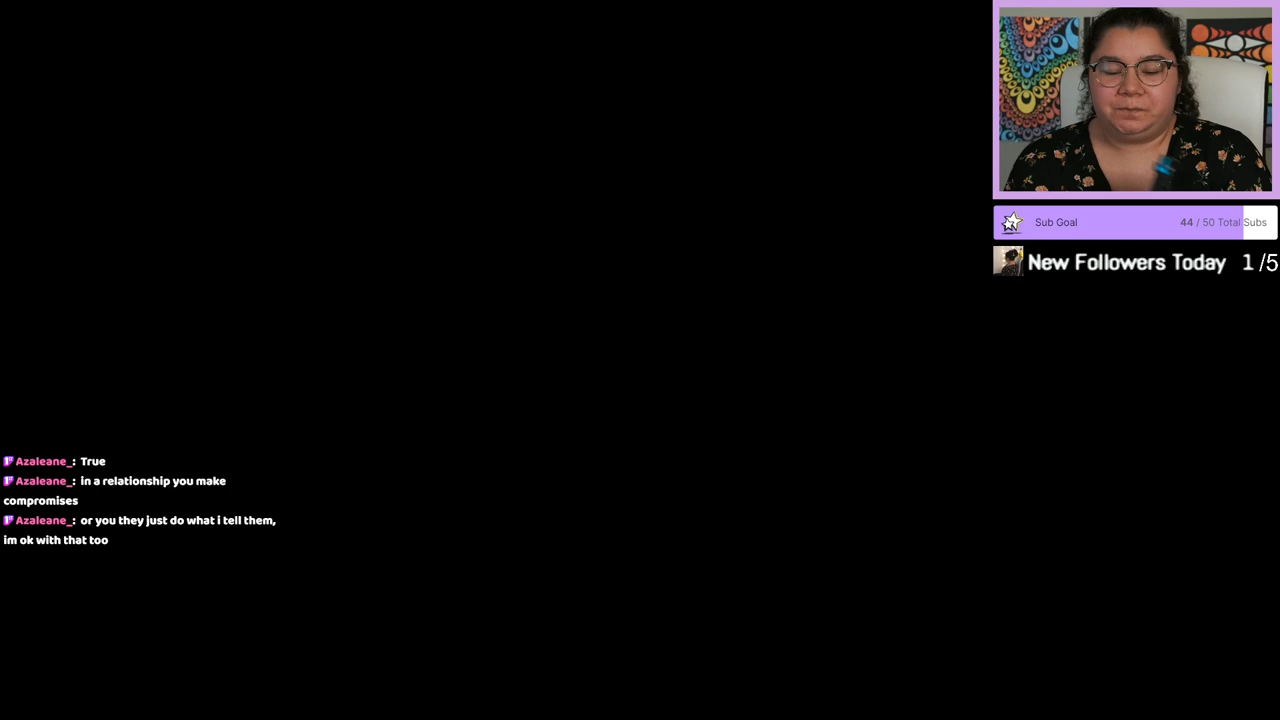 Sub Goal 44 / 50 Total Subs
New Followers Today 1 /5
Azaleane_: True
Azaleane_: in a relationship you make
compromises
Azaleane_: or you they just do what i tell them,
im ok with that too